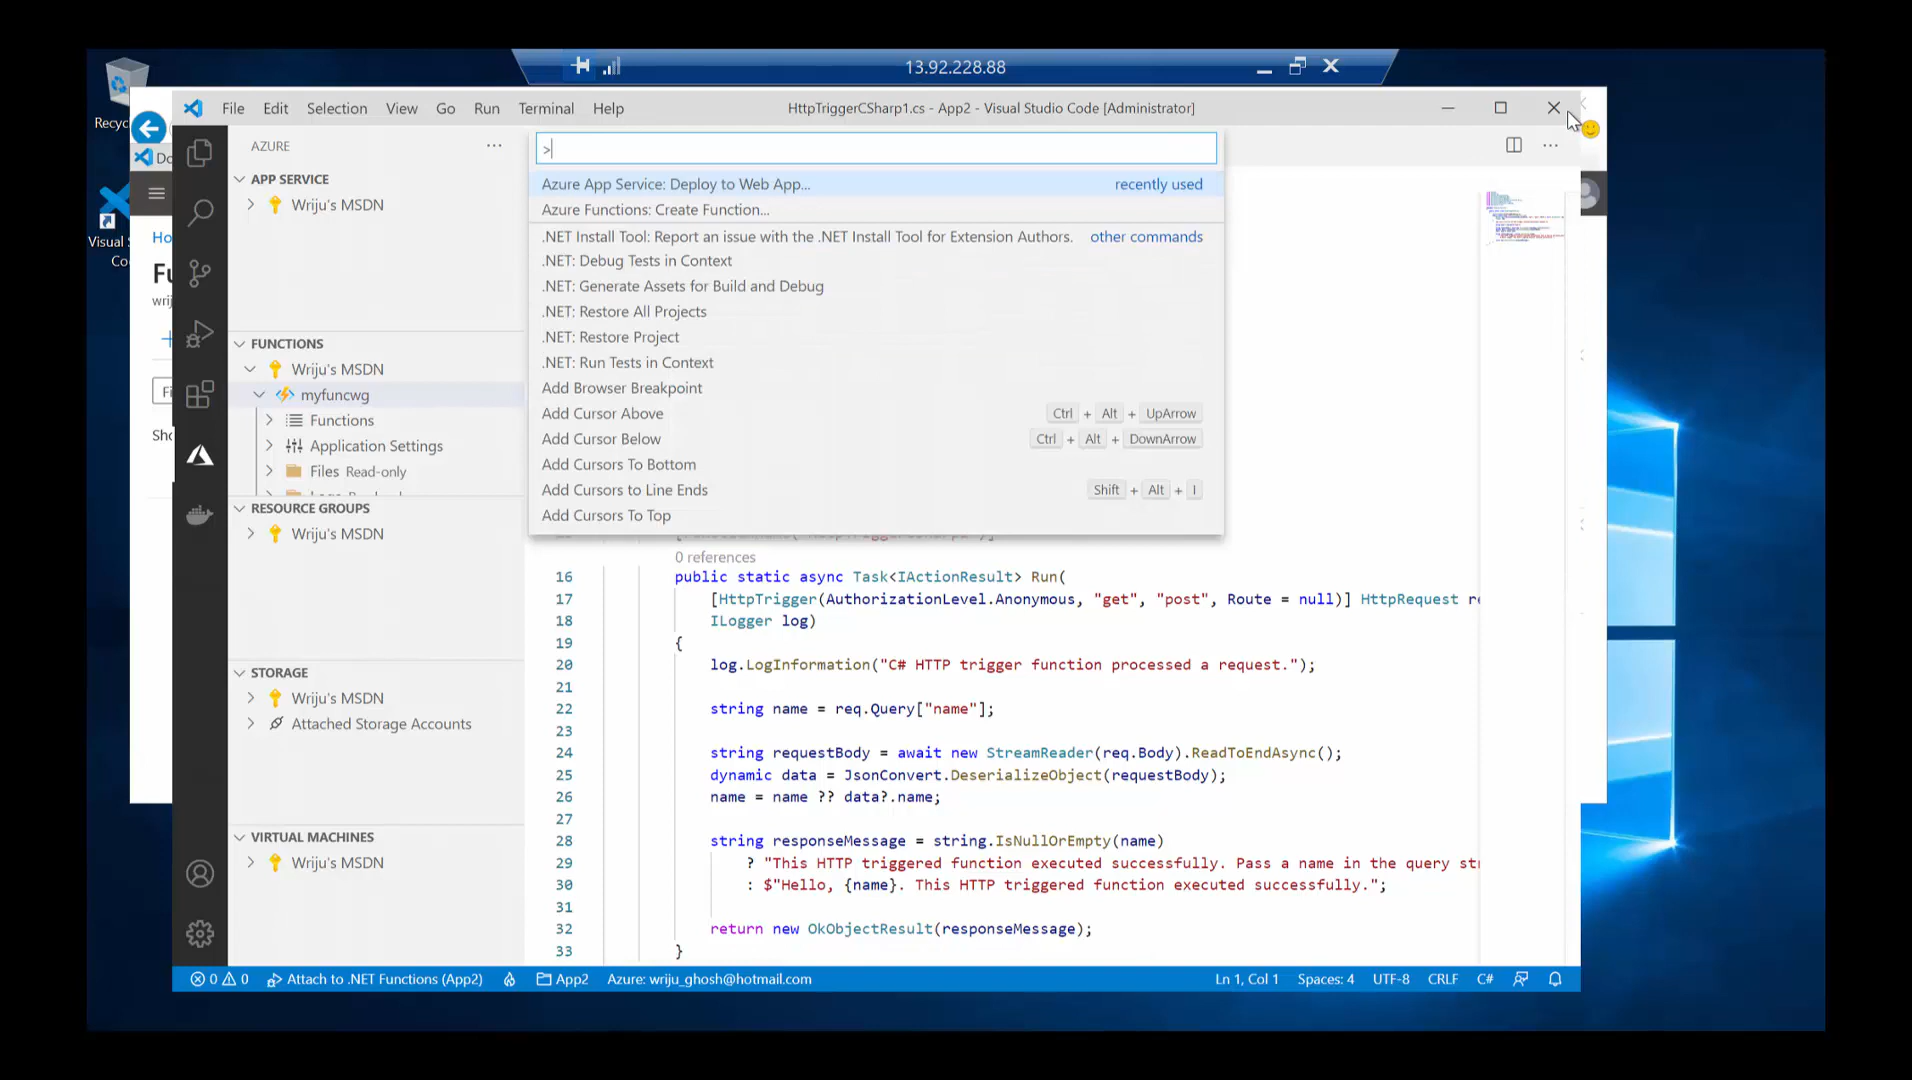 13.92.228.88
Recyc
Visual S
Co
File Edit Selection View Go Run Terminal Help
HttpTriggerCSharp1.cs - App2 - Visual Studio Code [Administrator]
Do
Ho
Fu
wrij
Fi
Sho
AZURE
APP SERVICE
Wriju's MSDN
FUNCTIONS
Wriju's MSDN
myfuncwg
Functions
Application Settings
Files Read-only
RESOURCE GROUPS
Wriju's MSDN
STORAGE
Wriju's MSDN
Attached Storage Accounts
VIRTUAL MACHINES
Wriju's MSDN
>
Azure App Service: Deploy to Web App... recently used
Azure Functions: Create Function...
.NET Install Tool: Report an issue with the .NET Install Tool for Extension Authors. other commands
.NET: Debug Tests in Context
.NET: Generate Assets for Build and Debug
.NET: Restore All Projects
.NET: Restore Project
.NET: Run Tests in Context
Add Browser Breakpoint
Add Cursor Above Ctrl + Alt + UpArrow
Add Cursor Below Ctrl + Alt + DownArrow
Add Cursors To Bottom
Add Cursors to Line Ends Shift + Alt + I
Add Cursors To Top
0 references
16 public static async Task<IActionResult> Run(
17 [HttpTrigger(AuthorizationLevel.Anonymous, "get", "post", Route = null)] HttpRequest re
18 ILogger log)
19 {
20 log.LogInformation("C# HTTP trigger function processed a request.");
21
22 string name = req.Query["name"];
23
24 string requestBody = await new StreamReader(req.Body).ReadToEndAsync();
25 dynamic data = JsonConvert.DeserializeObject(requestBody);
26 name = name ?? data?.name;
27
28 string responseMessage = string.IsNullOrEmpty(name)
29 ? "This HTTP triggered function executed successfully. Pass a name in the query st
30 : $"Hello, {name}. This HTTP triggered function executed successfully.";
31
32 return new OkObjectResult(responseMessage);
33 }
0 0 Attach to .NET Functions (App2) App2 Azure: wriju_ghosh@hotmail.com Ln 1, Col 1 Spaces: 4 UTF-8 CRLF C#